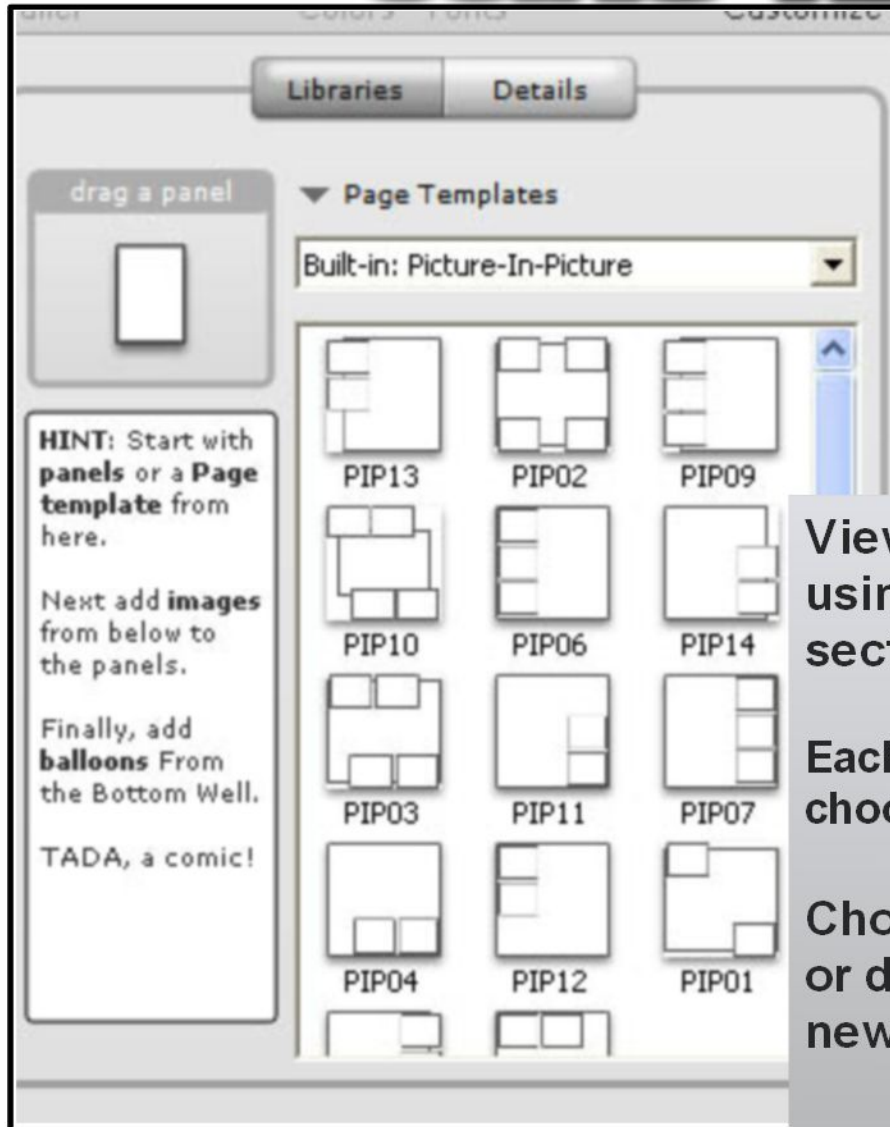 Customize
Libraries Details
drag a panel
Page Templates
Built-in: Picture-In-Picture
HINT: Start with
panels or a Page
template from
here.
Next add images
from below to
the panels.
Finally, add
balloons From
the Bottom Well.
TADA, a comic!
PIP13 PIP02 PIP09
PIP10 PIP06 PIP14
PIP03 PIP11 PIP07
PIP04 PIP12 PIP01